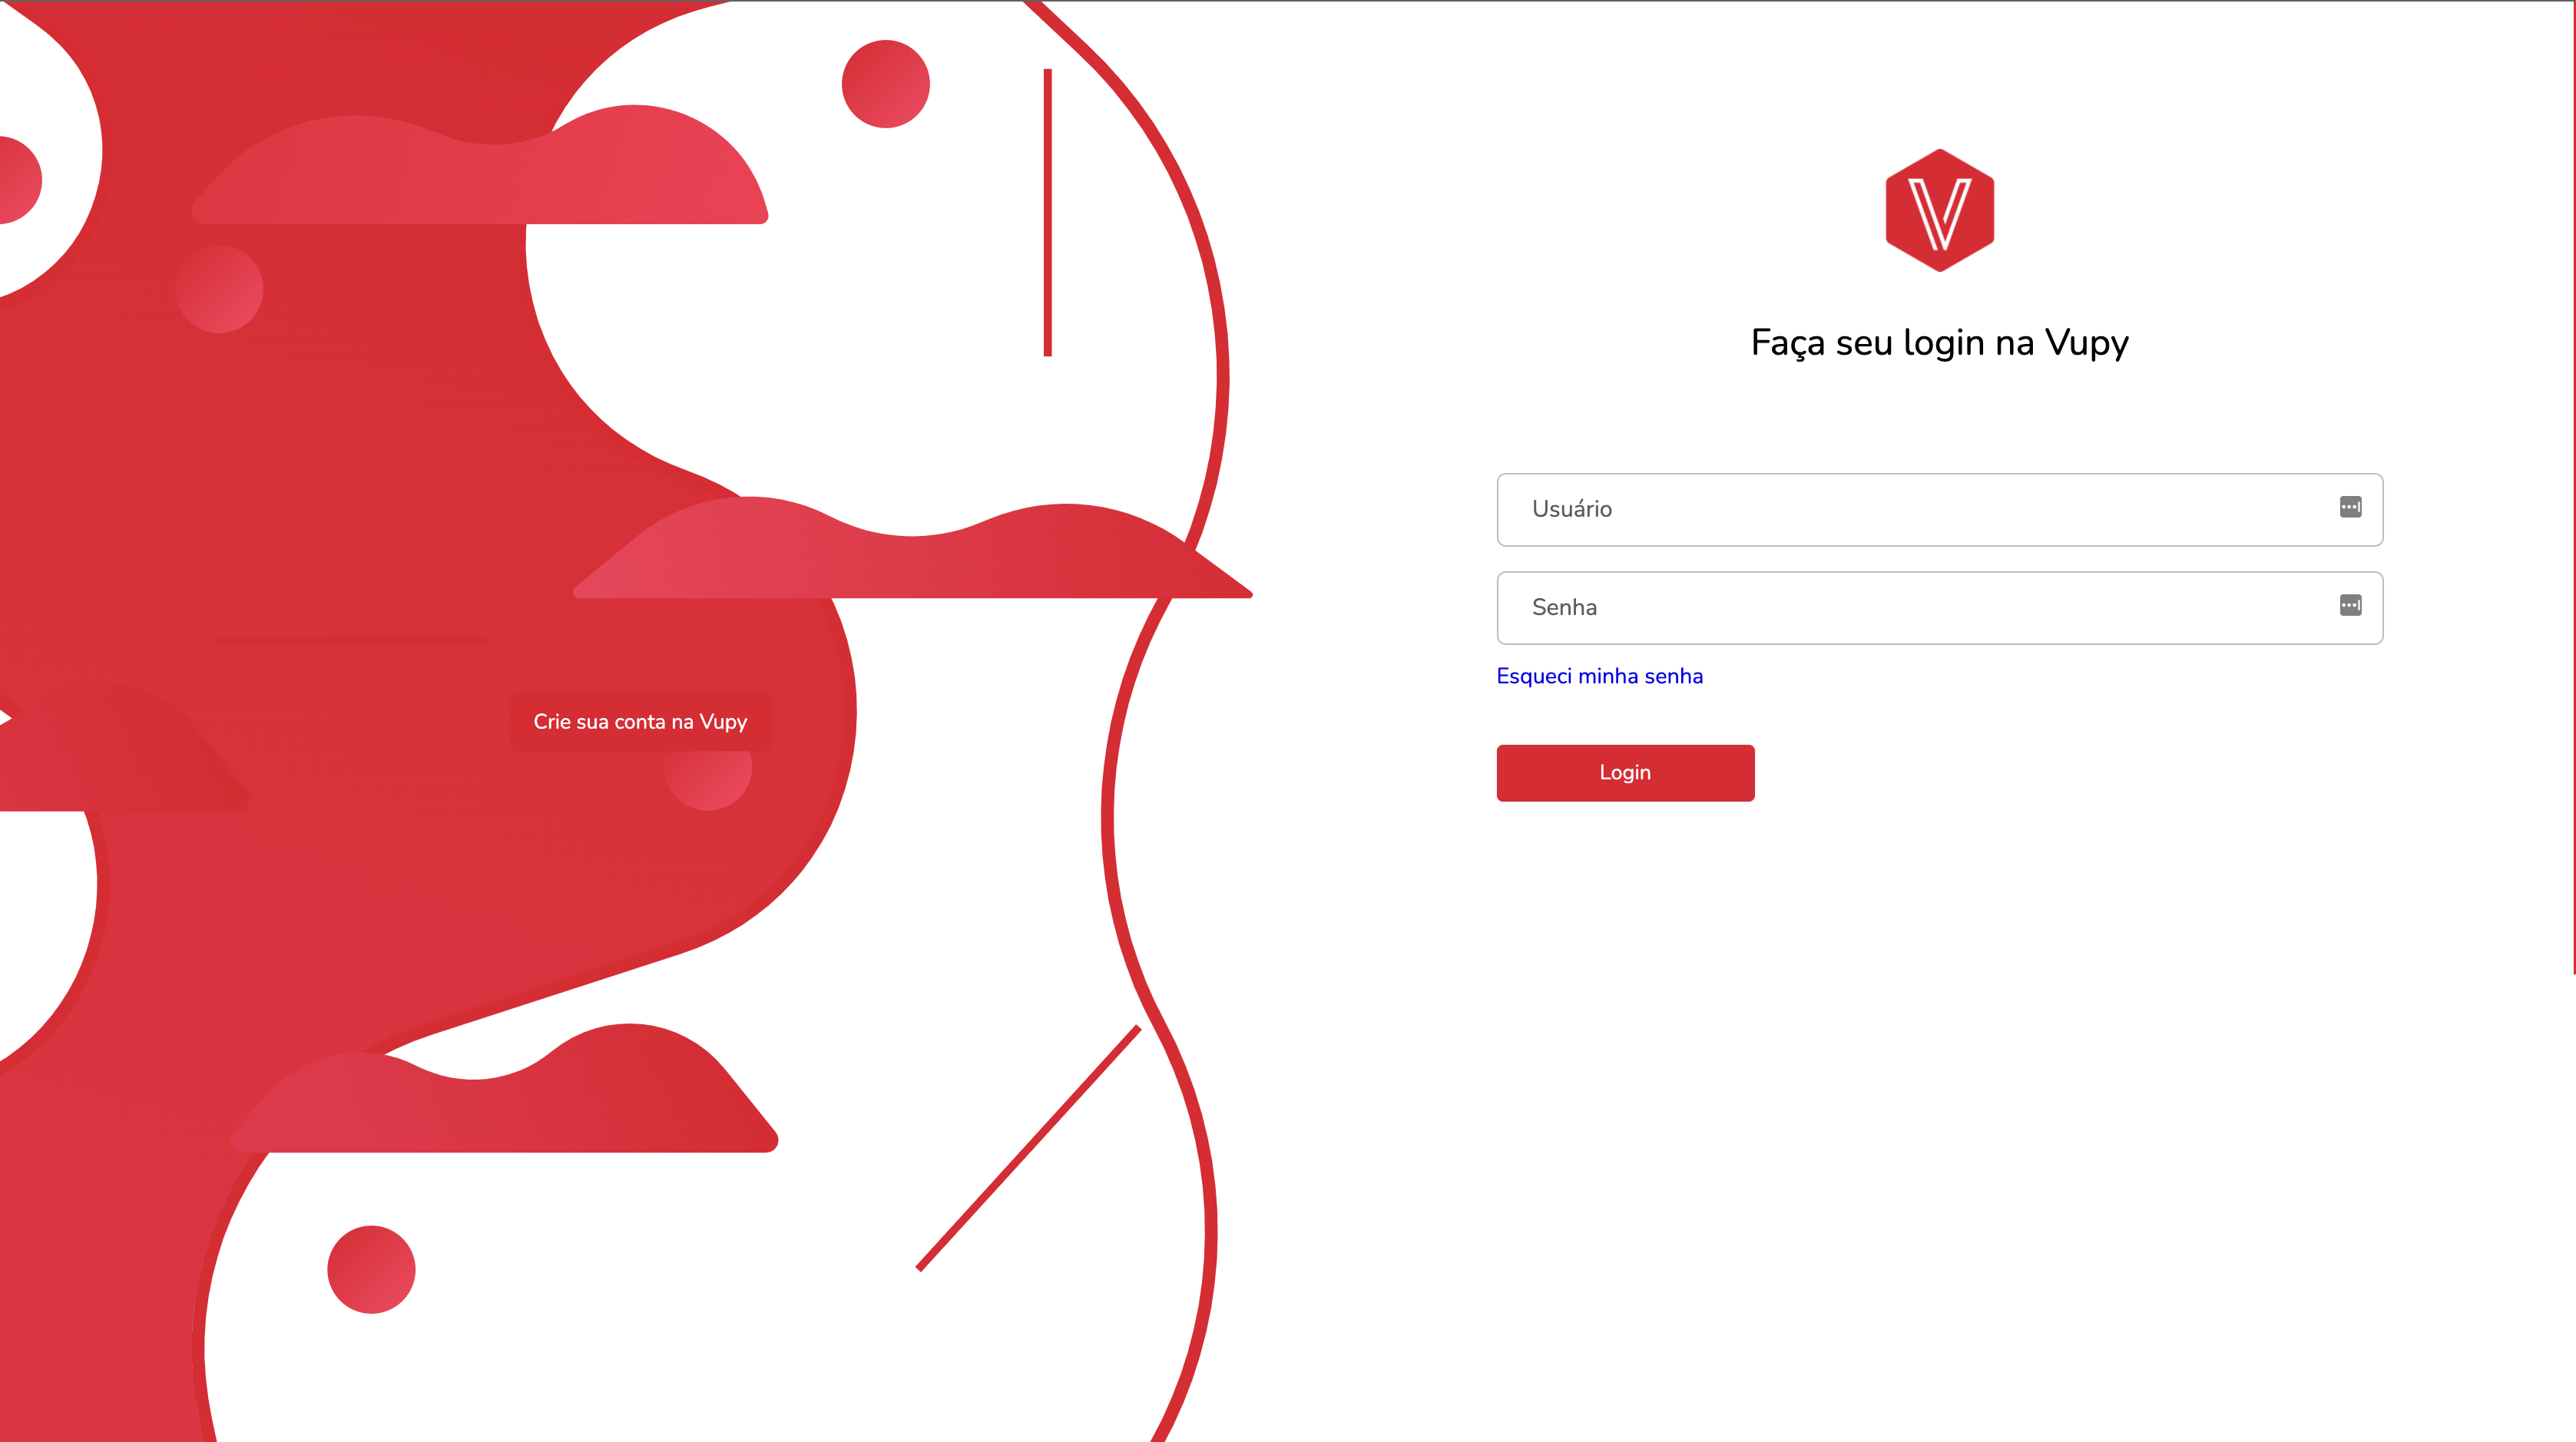 V
Faça seu login na Vupy
Usuário
Senha
Esqueci minha senha
Login
Crie sua conta na Vupy